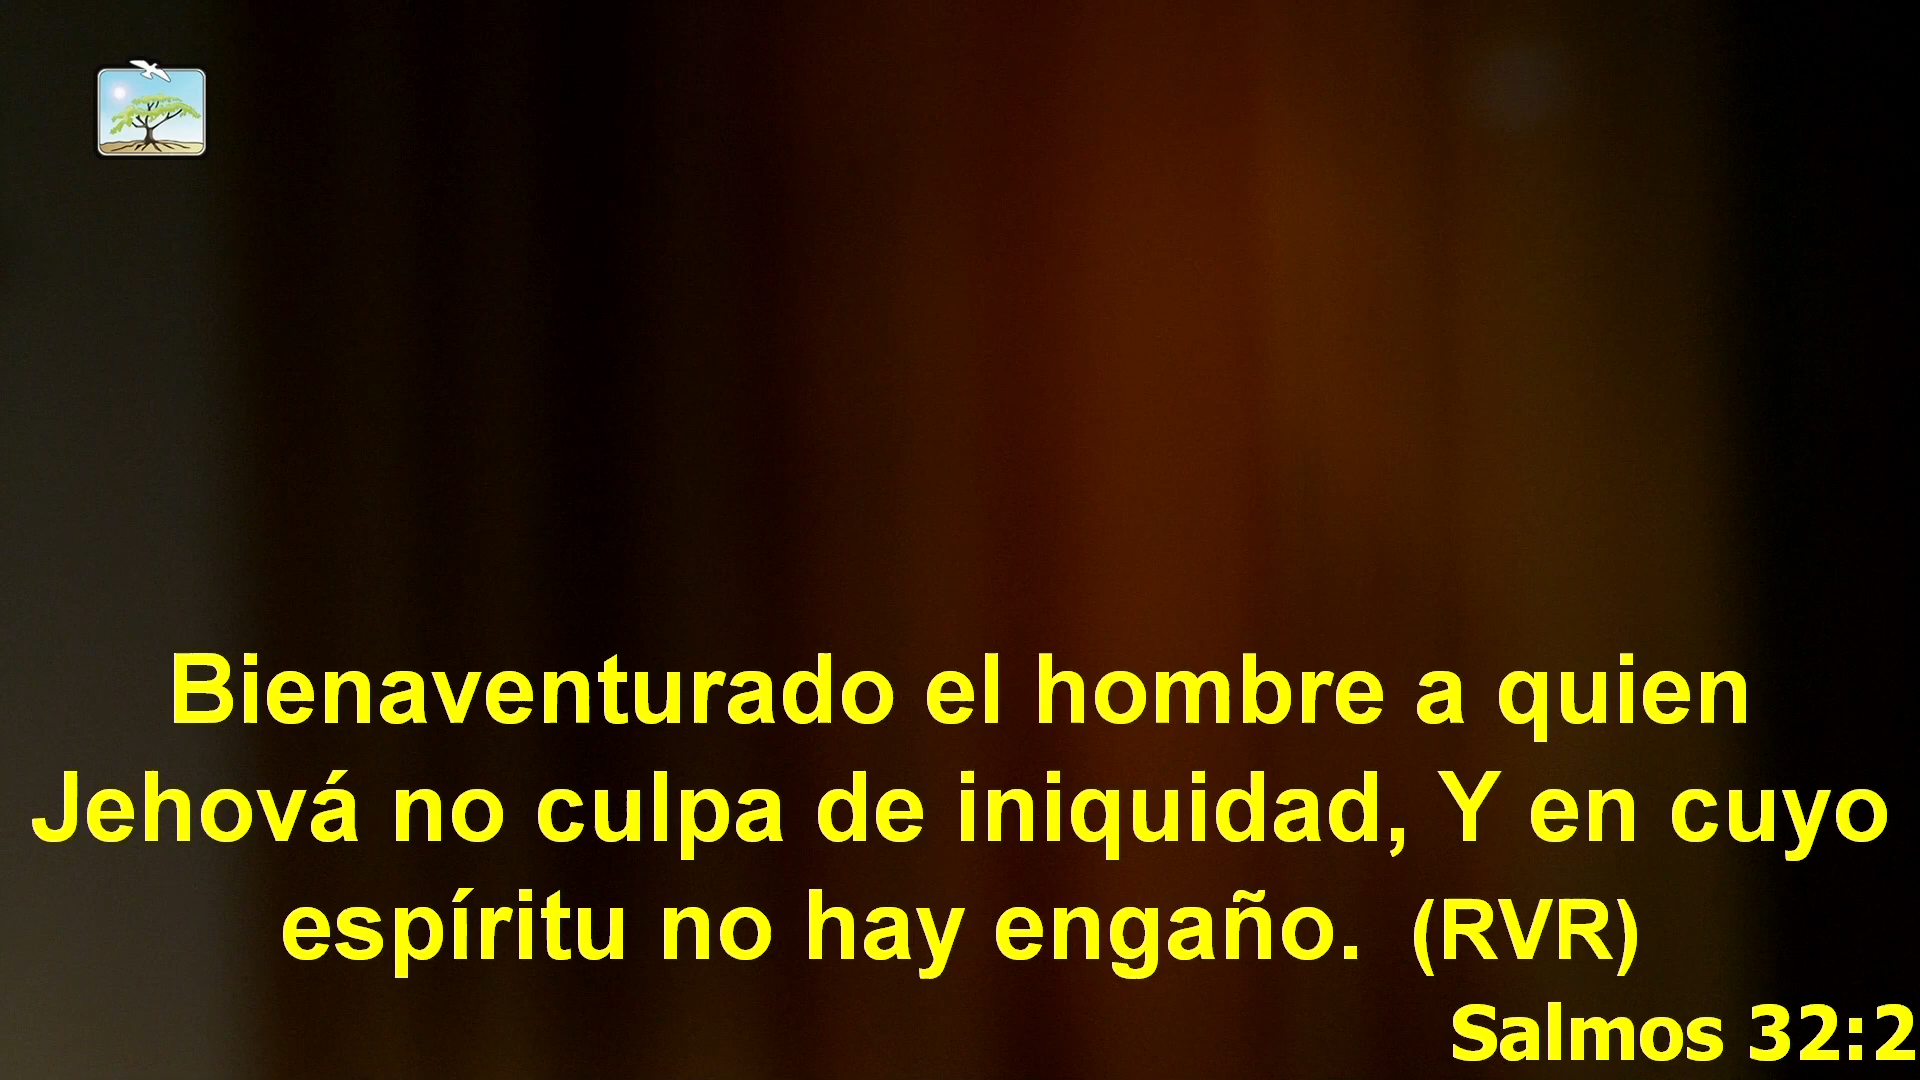 Bienaventurado el hombre a quien
Jehová no culpa de iniquidad, Y en cuyo
espíritu no hay engaño.  (RVR)
Salmos 32:2